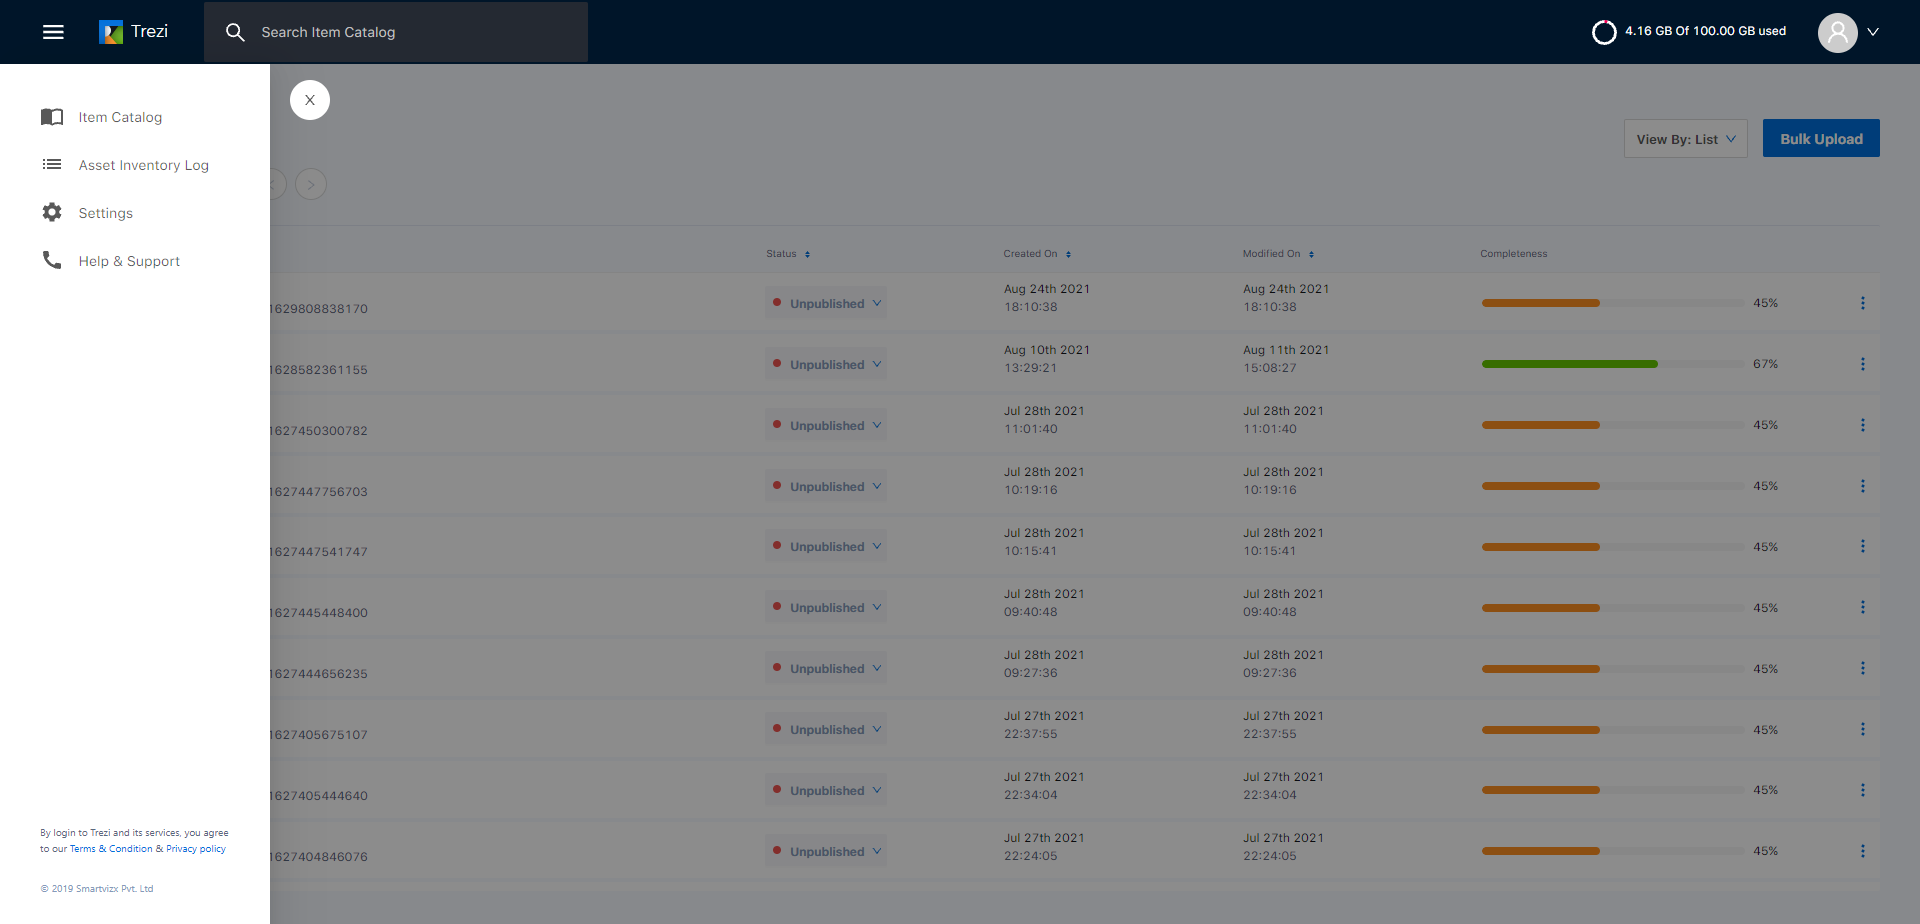 Trezi
Search Item Catalog
4.16 GB Of 100.00 GB used
Item Catalog
Asset Inventory Log
Settings
Help & Support
By login to Trezi and its services, you agree
to our Terms & Condition & Privacy policy
© 2019 Smartvizx Pvt. Ltd
X
View By: List
Bulk Upload
Status Created On Modified On Completeness
1629808838170 Unpublished Aug 24th 2021 Aug 24th 2021 45%
18:10:38 18:10:38
1628582361155 Unpublished Aug 10th 2021 Aug 11th 2021 67%
13:29:21 15:08:27
1627450300782 Unpublished Jul 28th 2021 Jul 28th 2021 45%
11:01:40 11:01:40
1627447756703 Unpublished Jul 28th 2021 Jul 28th 2021 45%
10:19:16 10:19:16
1627447541747 Unpublished Jul 28th 2021 Jul 28th 2021 45%
10:15:41 10:15:41
1627445448400 Unpublished Jul 28th 2021 Jul 28th 2021 45%
09:40:48 09:40:48
1627444656235 Unpublished Jul 28th 2021 Jul 28th 2021 45%
09:27:36 09:27:36
1627405675107 Unpublished Jul 27th 2021 Jul 27th 2021 45%
22:37:55 22:37:55
1627405444640 Unpublished Jul 27th 2021 Jul 27th 2021 45%
22:34:04 22:34:04
1627404846076 Unpublished Jul 27th 2021 Jul 27th 2021 45%
22:24:05 22:24:05